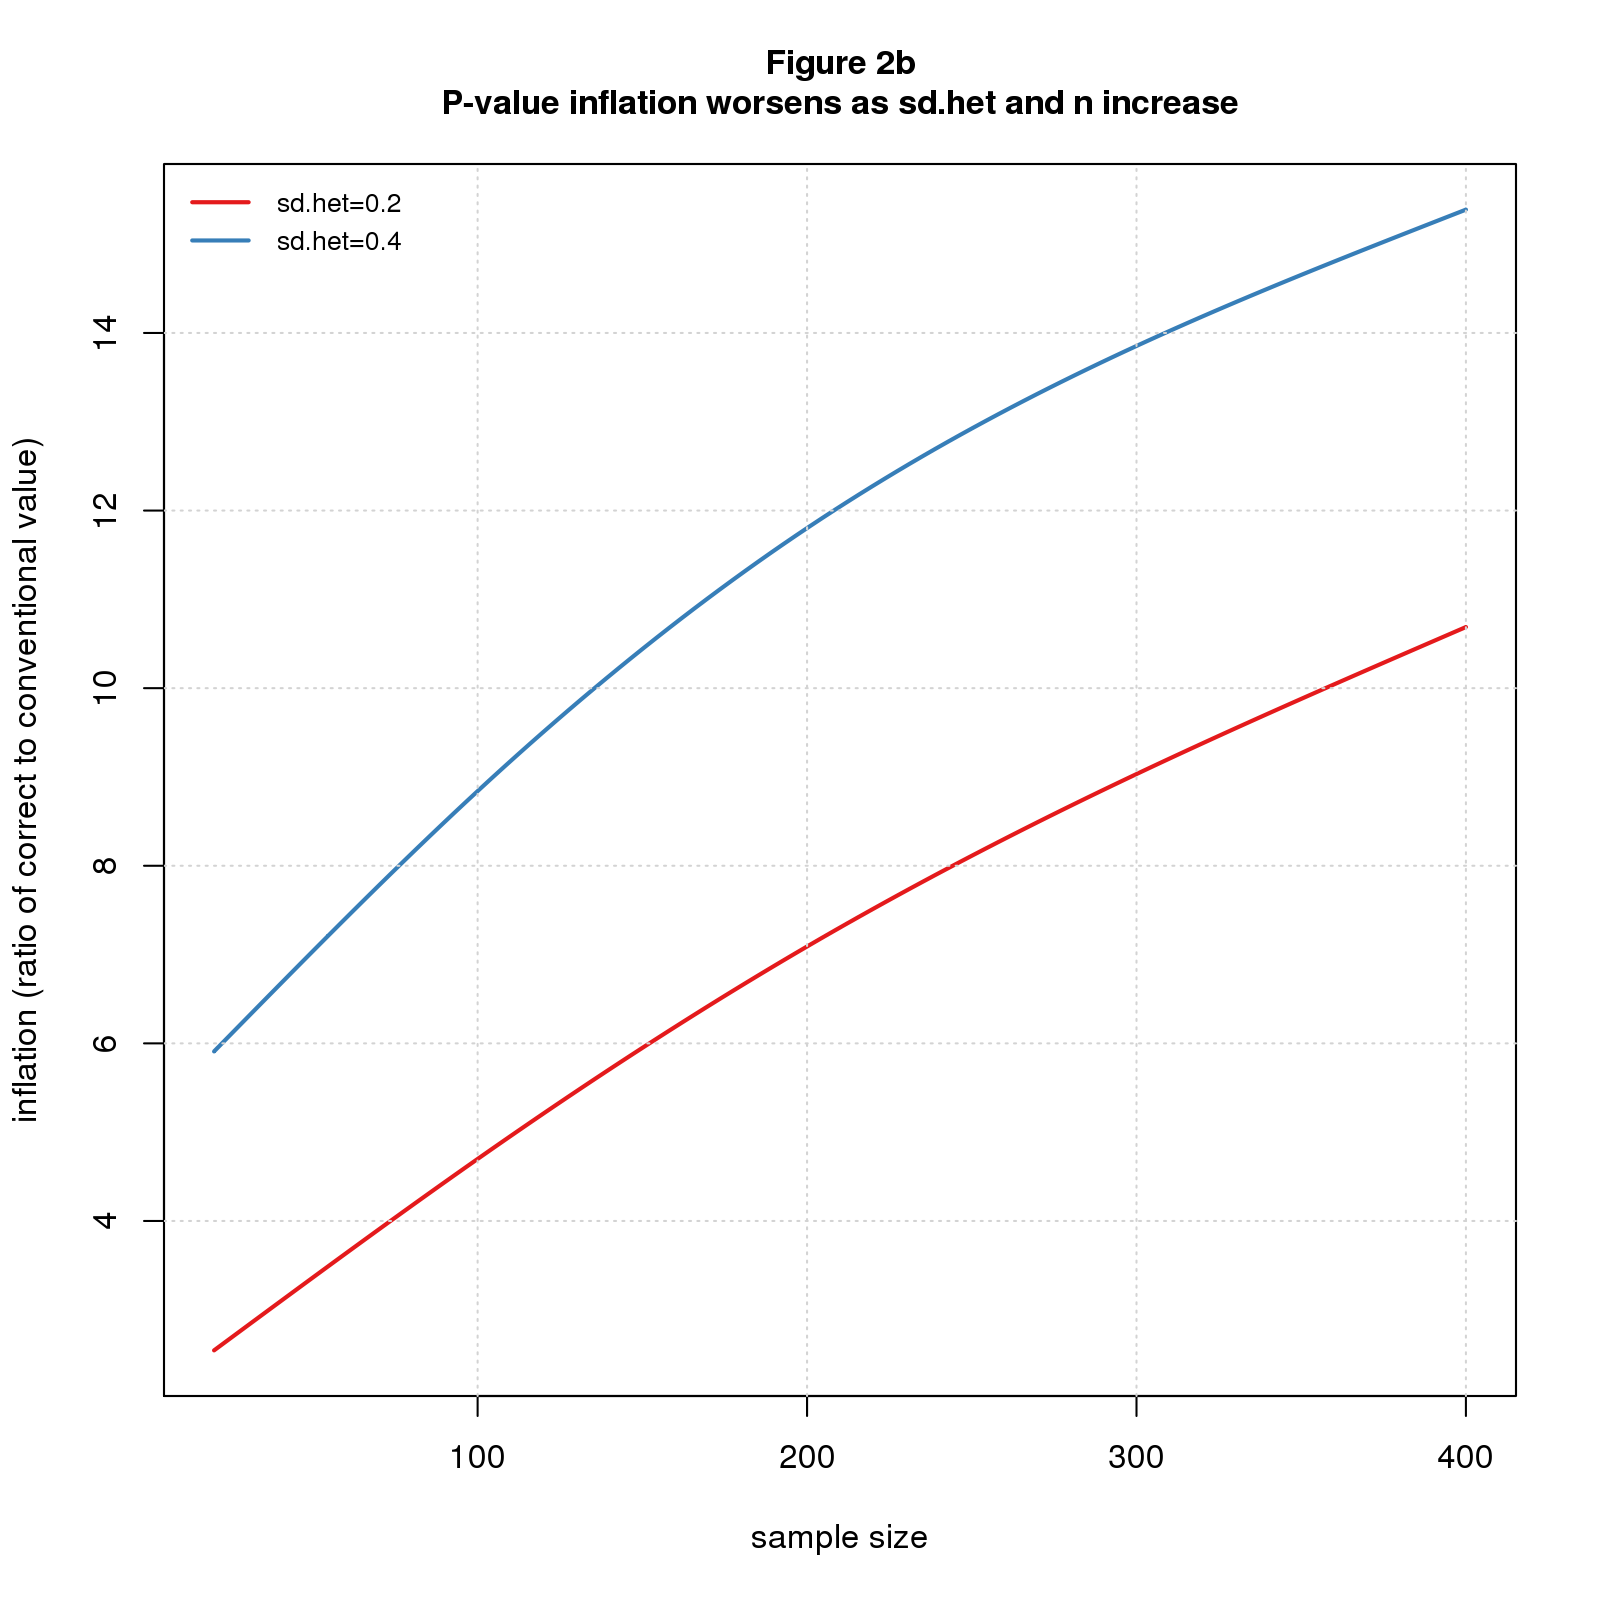 Figure 2b
P-value inflation worsens as sd.het and n increase
sd.het=0.2
sd.het=0.4
inflation (ratio of correct to conventional value)
14
12
10
8
6
4
100 200 300 400
sample size